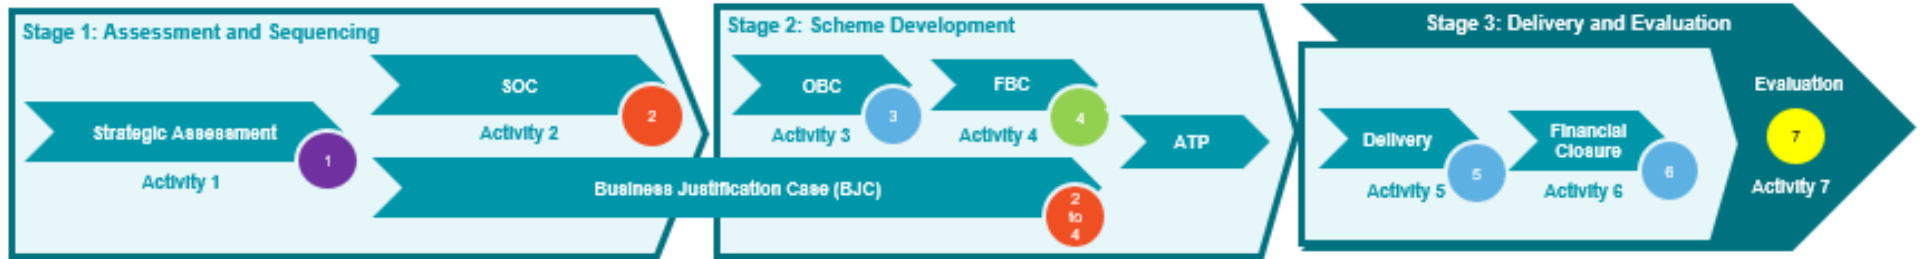 Stage 1: Assessment and Sequencing
Strategic Assessment
1
Activity 1
SOC
2
Activity 2
Business Justification Case (BJC)
2
to
4
Stage 2: Scheme Development
OBC
3
Activity 3
FBC
4
Activity 4
ATP
Stage 3: Delivery and Evaluation
Delivery
5
Activity 5
Financial
Closure
6
Activity 6
Evaluation
7
Activity 7